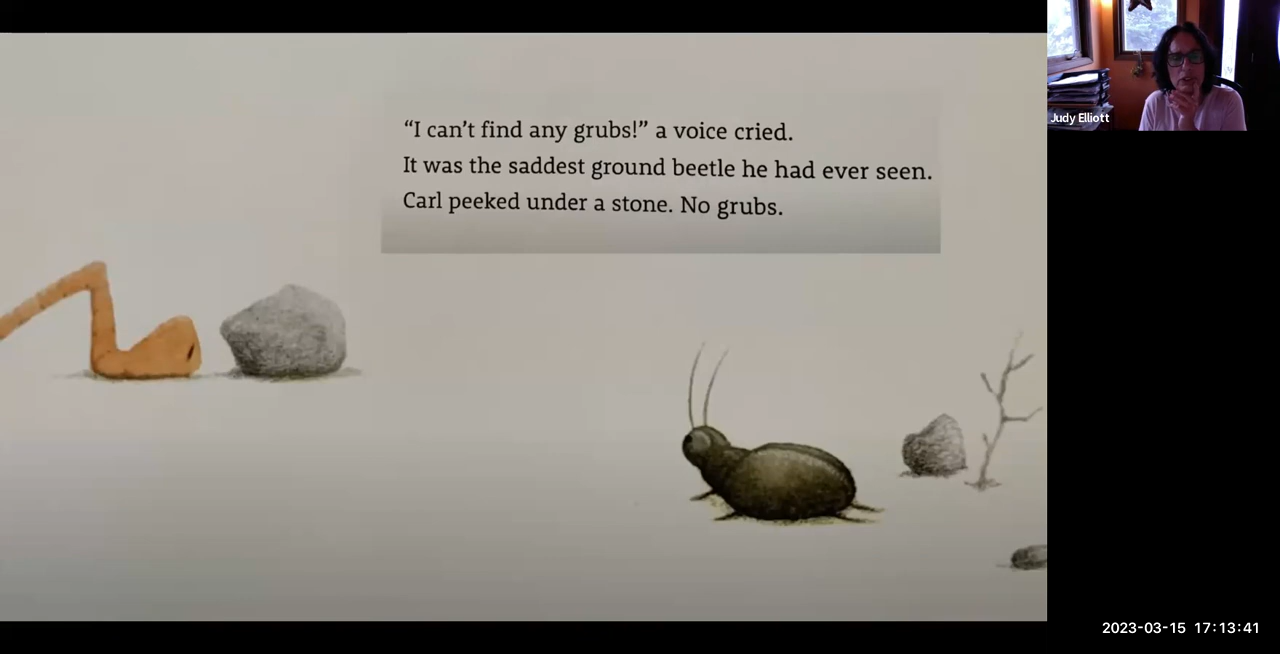 “I can’t find any grubs!” a voice cried.
It was the saddest ground beetle he had ever seen.
Carl peeked under a stone. No grubs.
Judy Elliott
2023-03-15 17:13:41